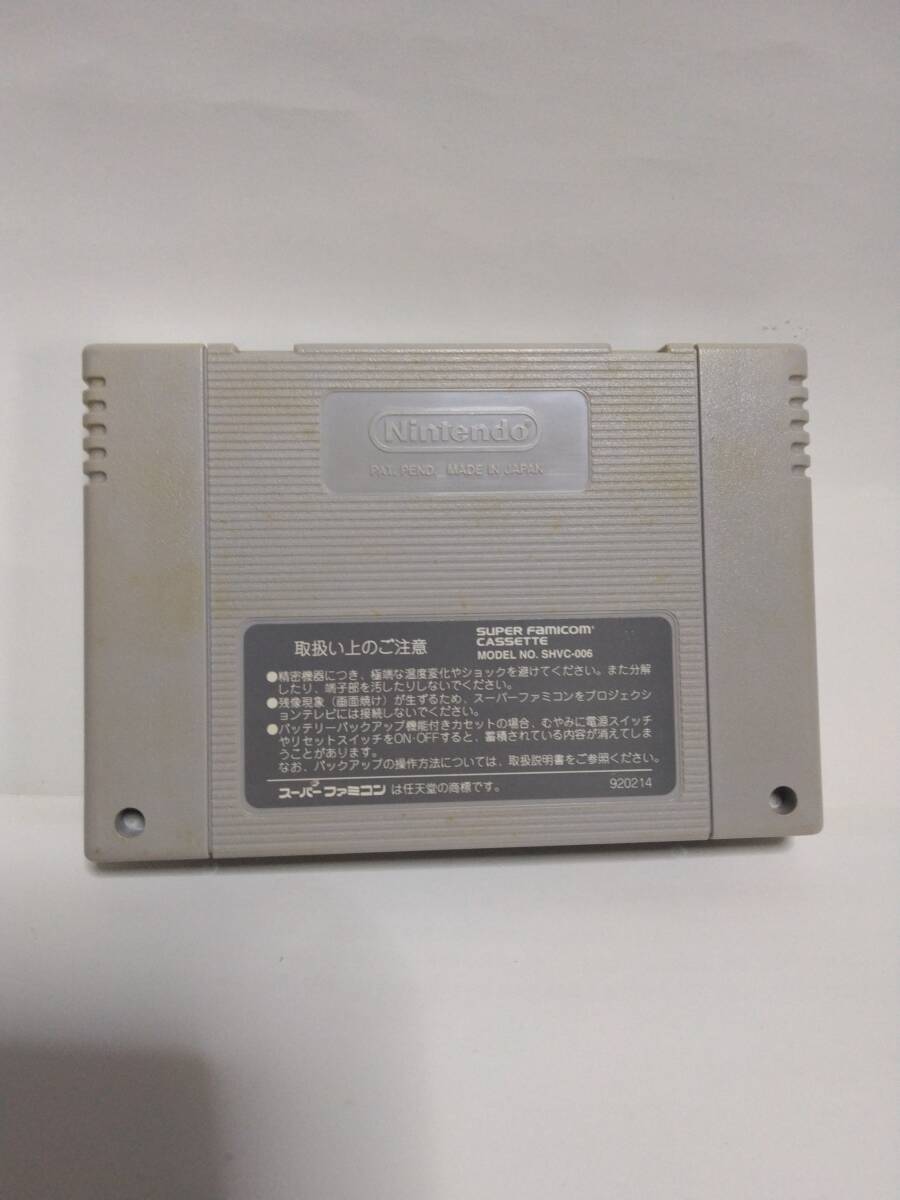 Nintendo
PAT. PEND. MADE IN JAPAN
取扱い上のご注意
SUPER FAMICOM
CASSETTE
MODEL NO. SHVC-006
●精密機器につき、極端な温度変化やショックを避けてください。また分解
したり、端子部を汚したりしないでください。
●残像現象（画面焼け）が生ずるため、スーパーファミコンをプロジェクシ
ョンテレビには接続しないでください。
●バッテリーバックアップ機能付きカセットの場合、むやみに電源スイッチ
やリセットスイッチをON・OFFすると、蓄積されている内容が消えてしま
うことがあります。
なお、バックアップの操作方法については、取扱説明書をご参照ください。
スーパーファミコンは任天堂の商標です。
920214